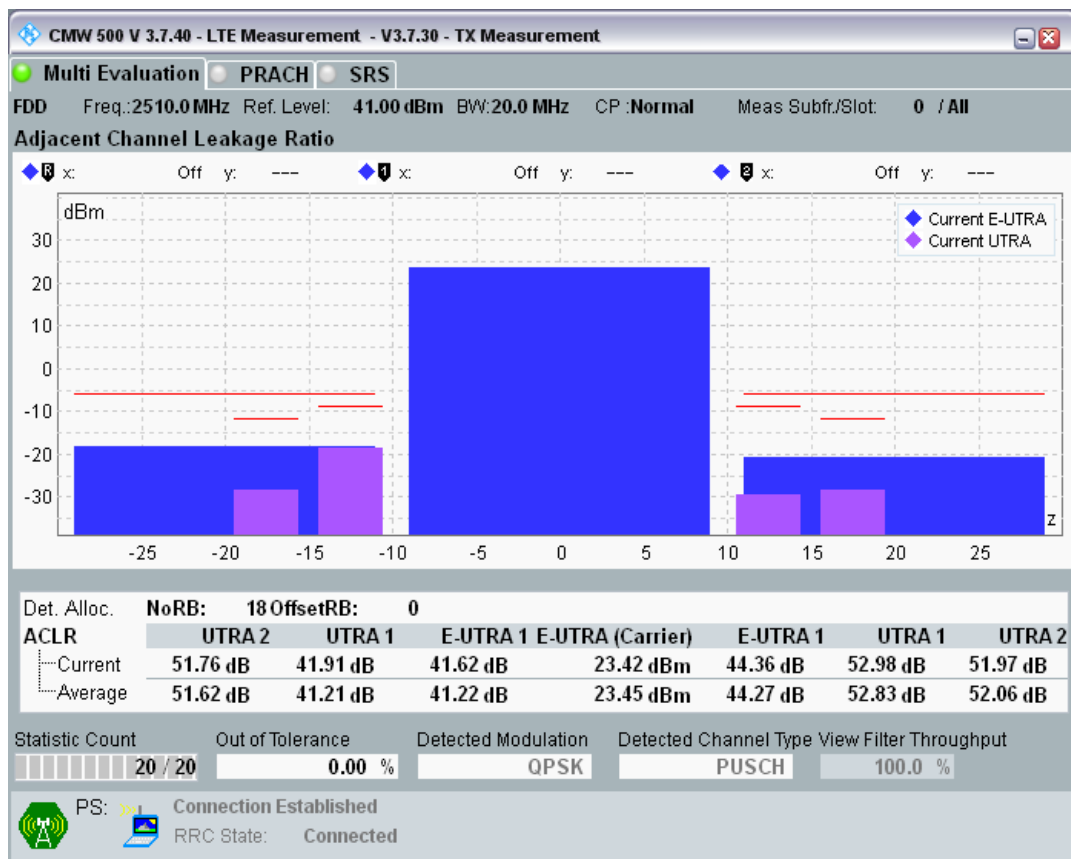 CMW 500 V 3.7.40 - LTE Measurement - V3.7.30 - TX Measurement
Multi Evaluation PRACH SRS
FDD Freq.:2510.0 MHz Ref. Level: 41.00 dBm BW:20.0 MHz CP :Normal Meas Subfr./Slot: 0 / All
Adjacent Channel Leakage Ratio
R x: Off y: --- 1 x: Off y: --- 2 x: Off y: ---
dBm
Current E-UTRA
Current UTRA
30
20
10
0
-10
-20
-30
z
-25 -20 -15 -10 -5 0 5 10 15 20 25
Det. Alloc. NoRB: 18 OffsetRB: 0
ACLR UTRA 2 UTRA 1 E-UTRA 1 E-UTRA (Carrier) E-UTRA 1 UTRA 1 UTRA 2
Current 51.76 dB 41.91 dB 41.62 dB 23.42 dBm 44.36 dB 52.98 dB 51.97 dB
Average 51.62 dB 41.21 dB 41.22 dB 23.45 dBm 44.27 dB 52.83 dB 52.06 dB
Statistic Count Out of Tolerance Detected Modulation Detected Channel Type View Filter Throughput
20 / 20 0.00 % QPSK PUSCH 100.0 %
PS: Connection Established
RRC State: Connected